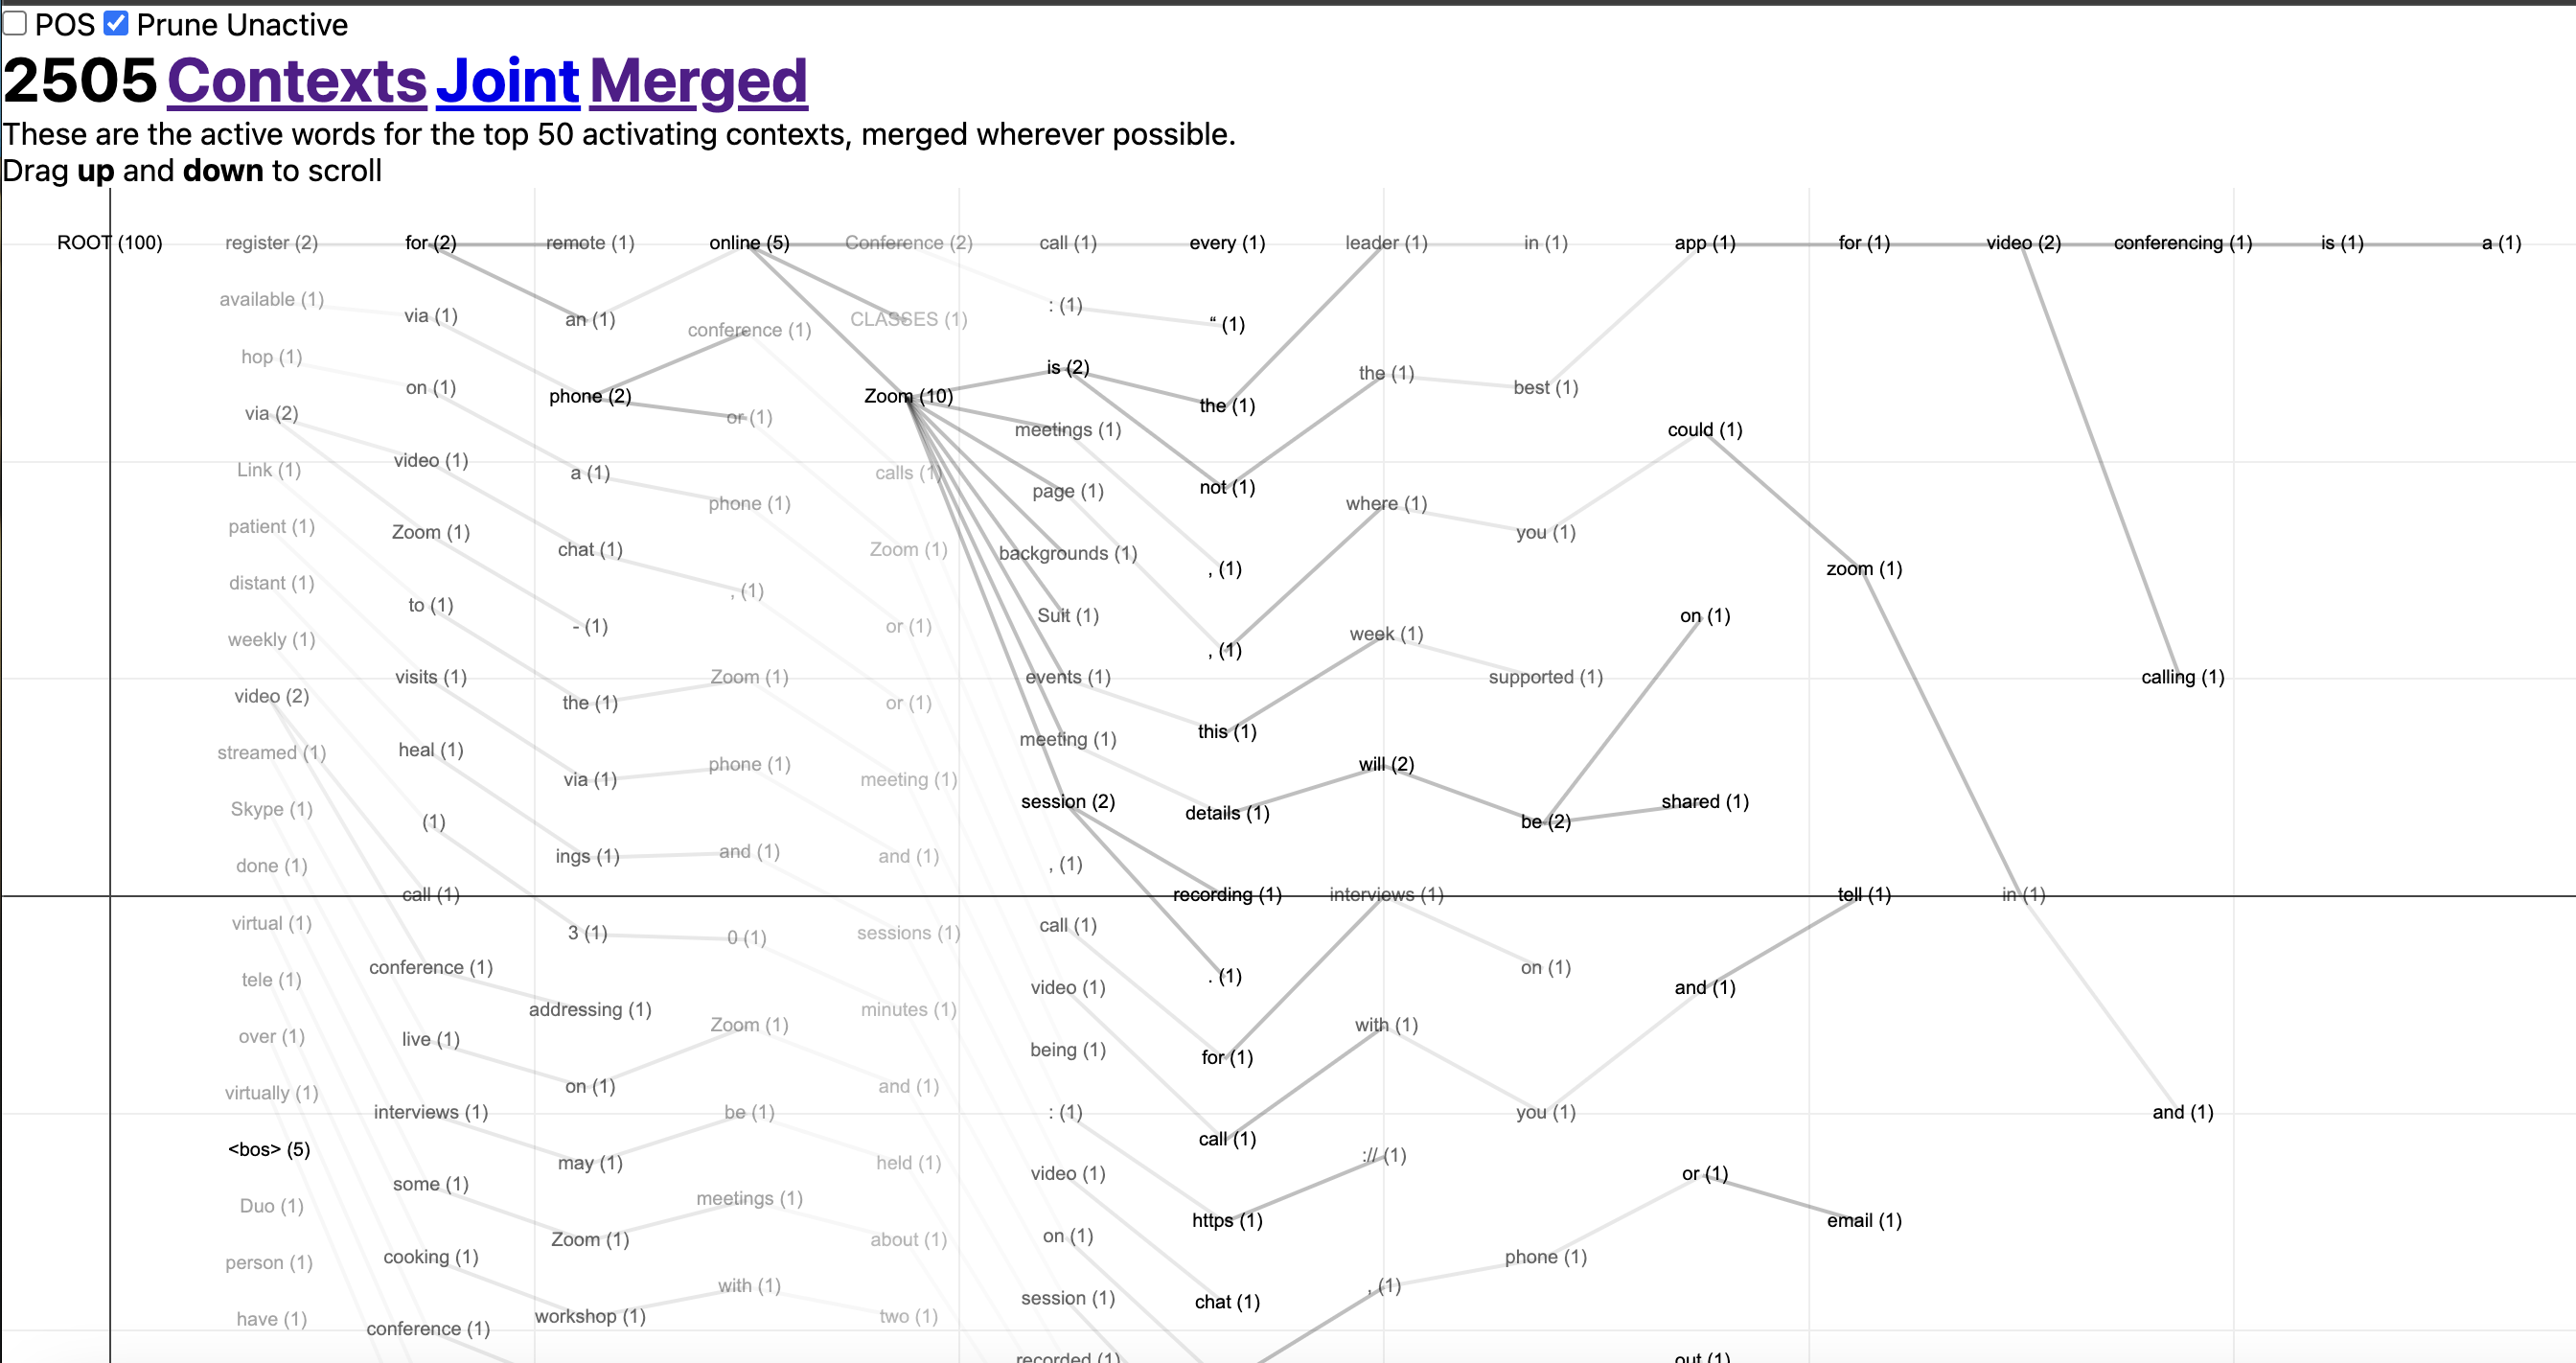 POS Prune Unactive
2505 Contexts Joint Merged
These are the active words for the top 50 activating contexts, merged wherever possible.
Drag up and down to scroll
ROOT (100) register (2) for (2) remote (1) online (5) Conference (2) call (1) every (1) leader (1) in (1) app (1) for (1) video (2) conferencing (1) is (1) a (1)
available (1) via (1) an (1) conference (1) CLASSES (1) : (1) “ (1)
hop (1) on (1) phone (2) or (1) Zoom (10) is (2) the (1) the (1) best (1)
via (2) video (1) a (1) phone (1) calls (1) meetings (1) not (1) where (1) you (1) could (1)
Link (1) Zoom (1) chat (1) , (1) Zoom (1) page (1) , (1) week (1) supported (1) on (1) zoom (1)
patient (1) to (1) - (1) Zoom (1) or (1) backgrounds (1) , (1) will (2) be (2) shared (1) calling (1)
distant (1) visits (1) the (1) phone (1) or (1) Suit (1) this (1)
weekly (1) heal (1) via (1) and (1) meeting (1) events (1) details (1)
video (2) (1) ings (1) 0 (1) and (1) meeting (1) recording (1) interviews (1) on (1) and (1) tell (1) in (1)
streamed (1) call (1) 3 (1) Zoom (1) sessions (1) session (2) . (1) with (1) you (1) or (1) email (1) and (1)
Skype (1) conference (1) addressing (1) be (1) minutes (1) , (1) for (1) :// (1) phone (1)
done (1) live (1) on (1) meetings (1) and (1) call (1) call (1) , (1)
virtual (1) interviews (1) may (1) with (1) held (1) video (1) https (1)
tele (1) some (1) Zoom (1) about (1) being (1) chat (1)
over (1) cooking (1) workshop (1) two (1) : (1)
virtually (1) conference (1) video (1)
<bos> (5) on (1)
Duo (1) session (1)
person (1) recorded (1) out (1)
have (1)